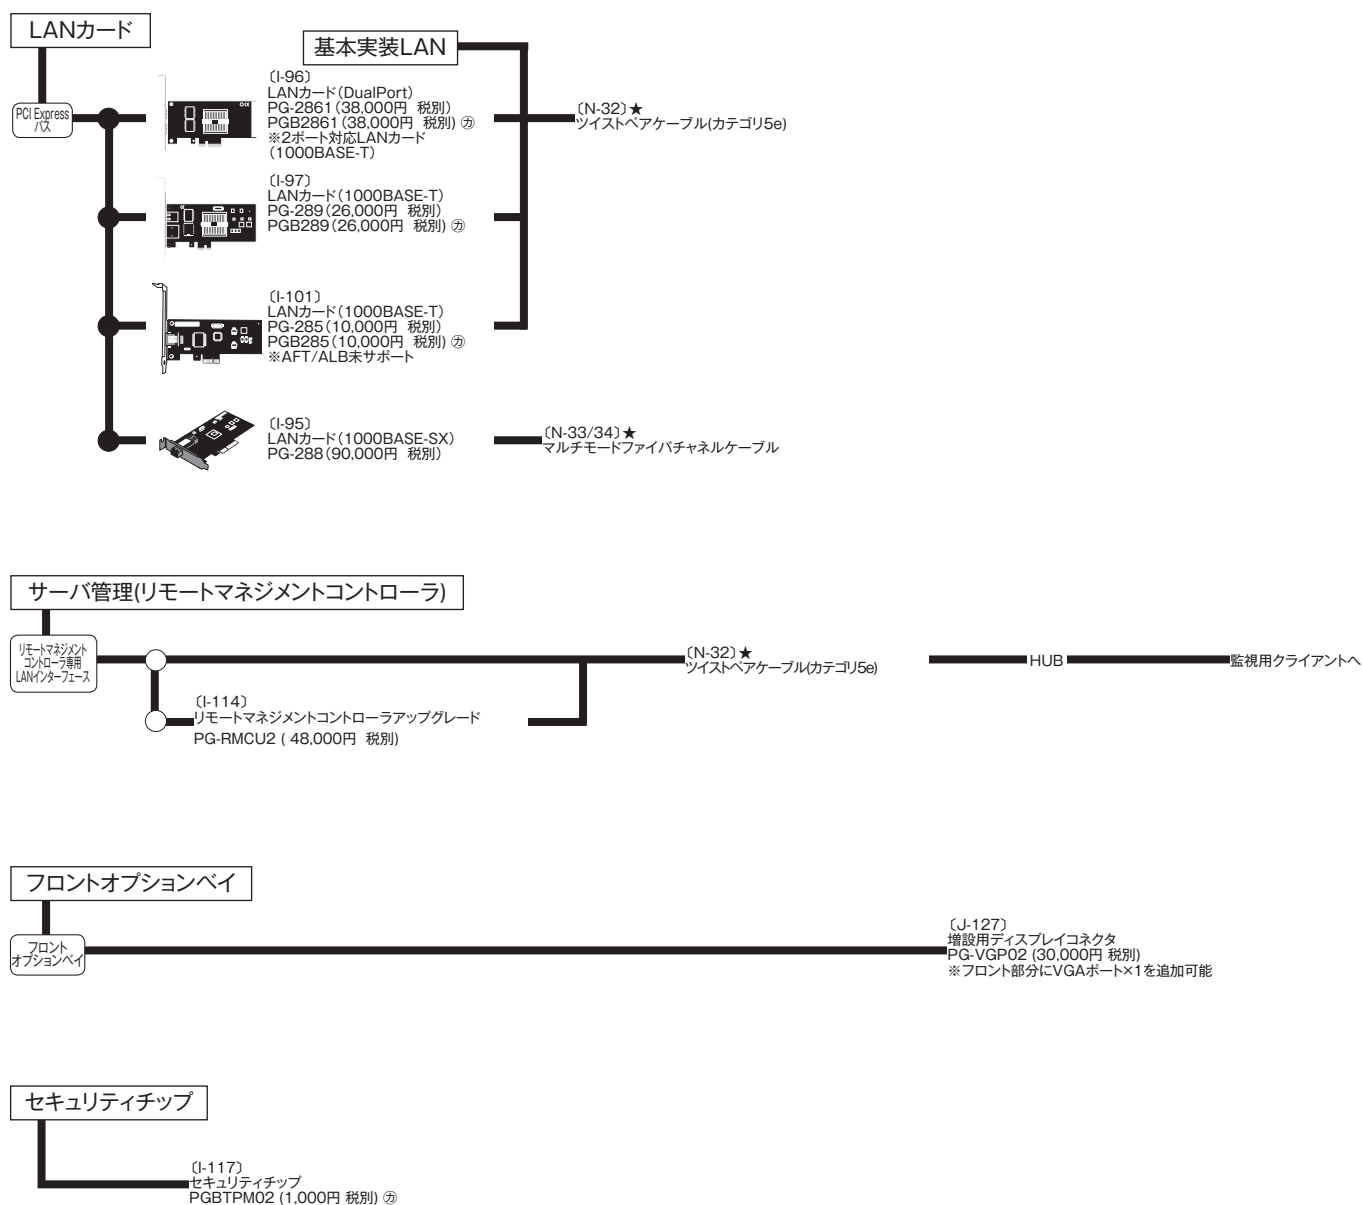 LANカード
基本実装LAN
PCI Express
バス
〔I-96〕
LANカード(DualPort)
PG-2861(38,000円 税別)
PGB2861(38,000円 税別) ㋕
※2ポート対応LANカード
(1000BASE-T)
〔N-32〕★
ツイストペアケーブル(カテゴリ5e)
〔I-97〕
LANカード(1000BASE-T)
PG-289(26,000円 税別)
PGB289(26,000円 税別) ㋕
〔I-101〕
LANカード(1000BASE-T)
PG-285(10,000円 税別)
PGB285(10,000円 税別) ㋕
※AFT/ALB未サポート
〔I-95〕
LANカード(1000BASE-SX)
PG-288(90,000円 税別)
〔N-33/34〕★
マルチモードファイバチャネルケーブル
サーバ管理(リモートマネジメントコントローラ)
リモートマネジメント
コントローラ専用
LANインターフェース
〔N-32〕★
ツイストペアケーブル(カテゴリ5e)
HUB
監視用クライアントへ
〔I-114〕
リモートマネジメントコントローラアップグレード
PG-RMCU2 ( 48,000円 税別)
フロントオプションベイ
フロント
オプションベイ
〔J-127〕
増設用ディスプレイコネクタ
PG-VGP02 (30,000円 税別)
※フロント部分にVGAポート×1を追加可能
セキュリティチップ
〔I-117〕
セキュリティチップ
PGBTPM02 (1,000円 税別) ㋕